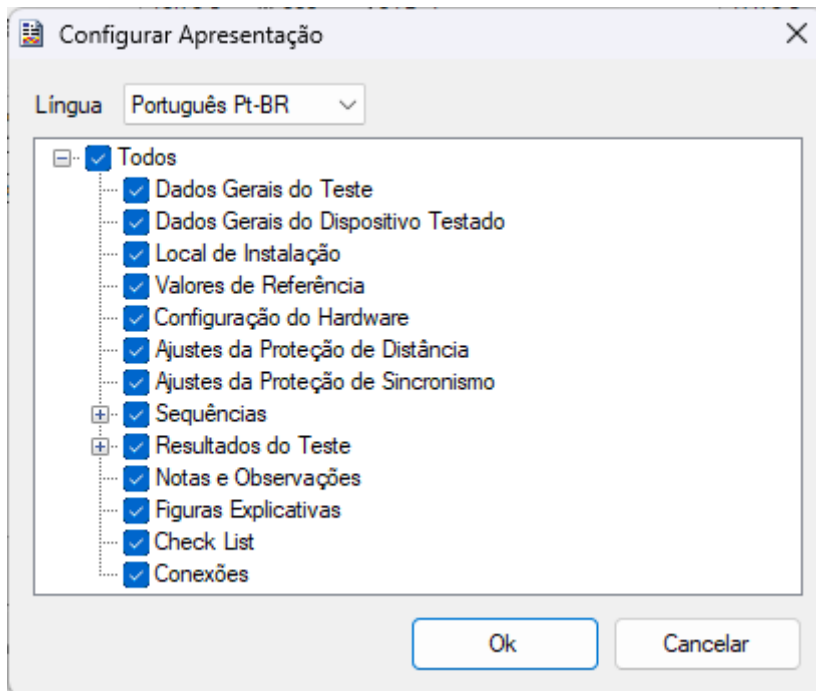 Configurar Apresentação
Língua Português Pt-BR
Todos
Dados Gerais do Teste
Dados Gerais do Dispositivo Testado
Local de Instalação
Valores de Referência
Configuração do Hardware
Ajustes da Proteção de Distância
Ajustes da Proteção de Sincronismo
Sequências
Resultados do Teste
Notas e Observações
Figuras Explicativas
Check List
Conexões
Ok Cancelar